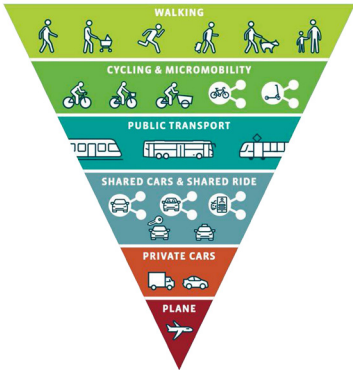 WALKING
CYCLING & MICROMOBILITY
PUBLIC TRANSPORT
SHARED CARS & SHARED RIDE
PRIVATE CARS
PLANE